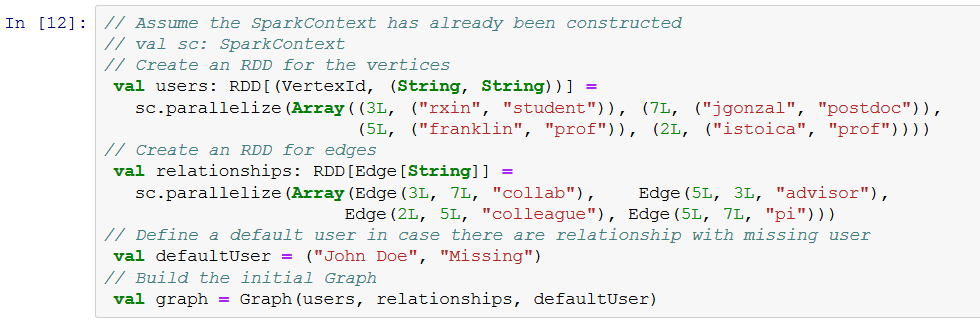 In [12]: // Assume the SparkContext has already been constructed
// val sc: SparkContext
// Create an RDD for the vertices
val users: RDD[(VertexId, (String, String))] =
sc.parallelize(Array((3L, ("rxin", "student")), (7L, ("jgonzal", "postdoc")),
(5L, ("franklin", "prof")), (2L, ("istoica", "prof"))))
// Create an RDD for edges
val relationships: RDD[Edge[String]] =
sc.parallelize(Array(Edge(3L, 7L, "collab"),    Edge(5L, 3L, "advisor"),
Edge(2L, 5L, "colleague"), Edge(5L, 7L, "pi")))
// Define a default user in case there are relationship with missing user
val defaultUser = ("John Doe", "Missing")
// Build the initial Graph
val graph = Graph(users, relationships, defaultUser)